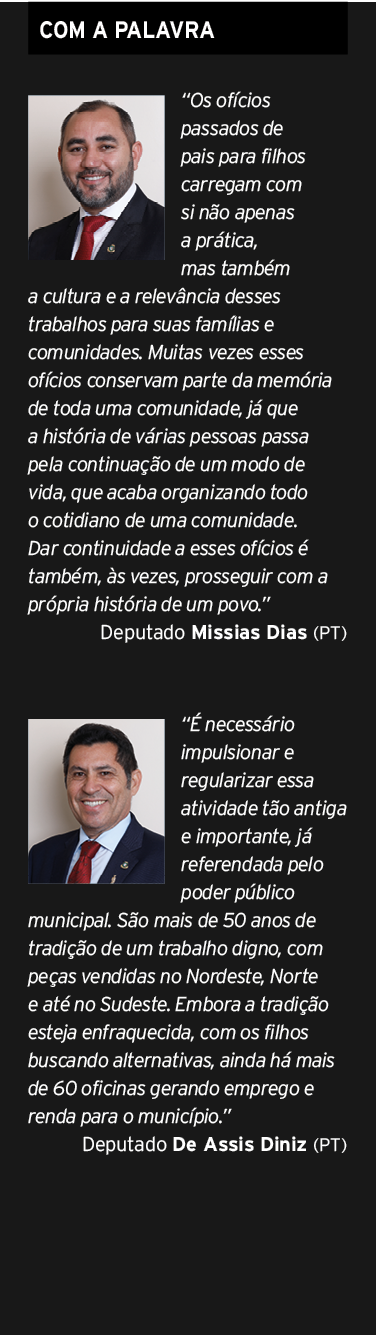 COM A PALAVRA
“Os ofícios
passados de
pais para filhos
carregam com
si não apenas
a prática,
mas também
a cultura e a relevância desses
trabalhos para suas famílias e
comunidades. Muitas vezes esses
ofícios conservam parte da memória
de toda uma comunidade, já que
a história de várias pessoas passa
pela continuação de um modo de
vida, que acaba organizando todo
o cotidiano de uma comunidade.
Dar continuidade a esses ofícios é
também, às vezes, prosseguir com a
própria história de um povo.”
Deputado Missias Dias (PT)
“É necessário
impulsionar e
regularizar essa
atividade tão antiga
e importante, já
referendada pelo
poder público
municipal. São mais de 50 anos de
tradição de um trabalho digno, com
peças vendidas no Nordeste, Norte
e até no Sudeste. Embora a tradição
esteja enfraquecida, com os filhos
buscando alternativas, ainda há mais
de 60 oficinas gerando emprego e
renda para o município.”
Deputado De Assis Diniz (PT)